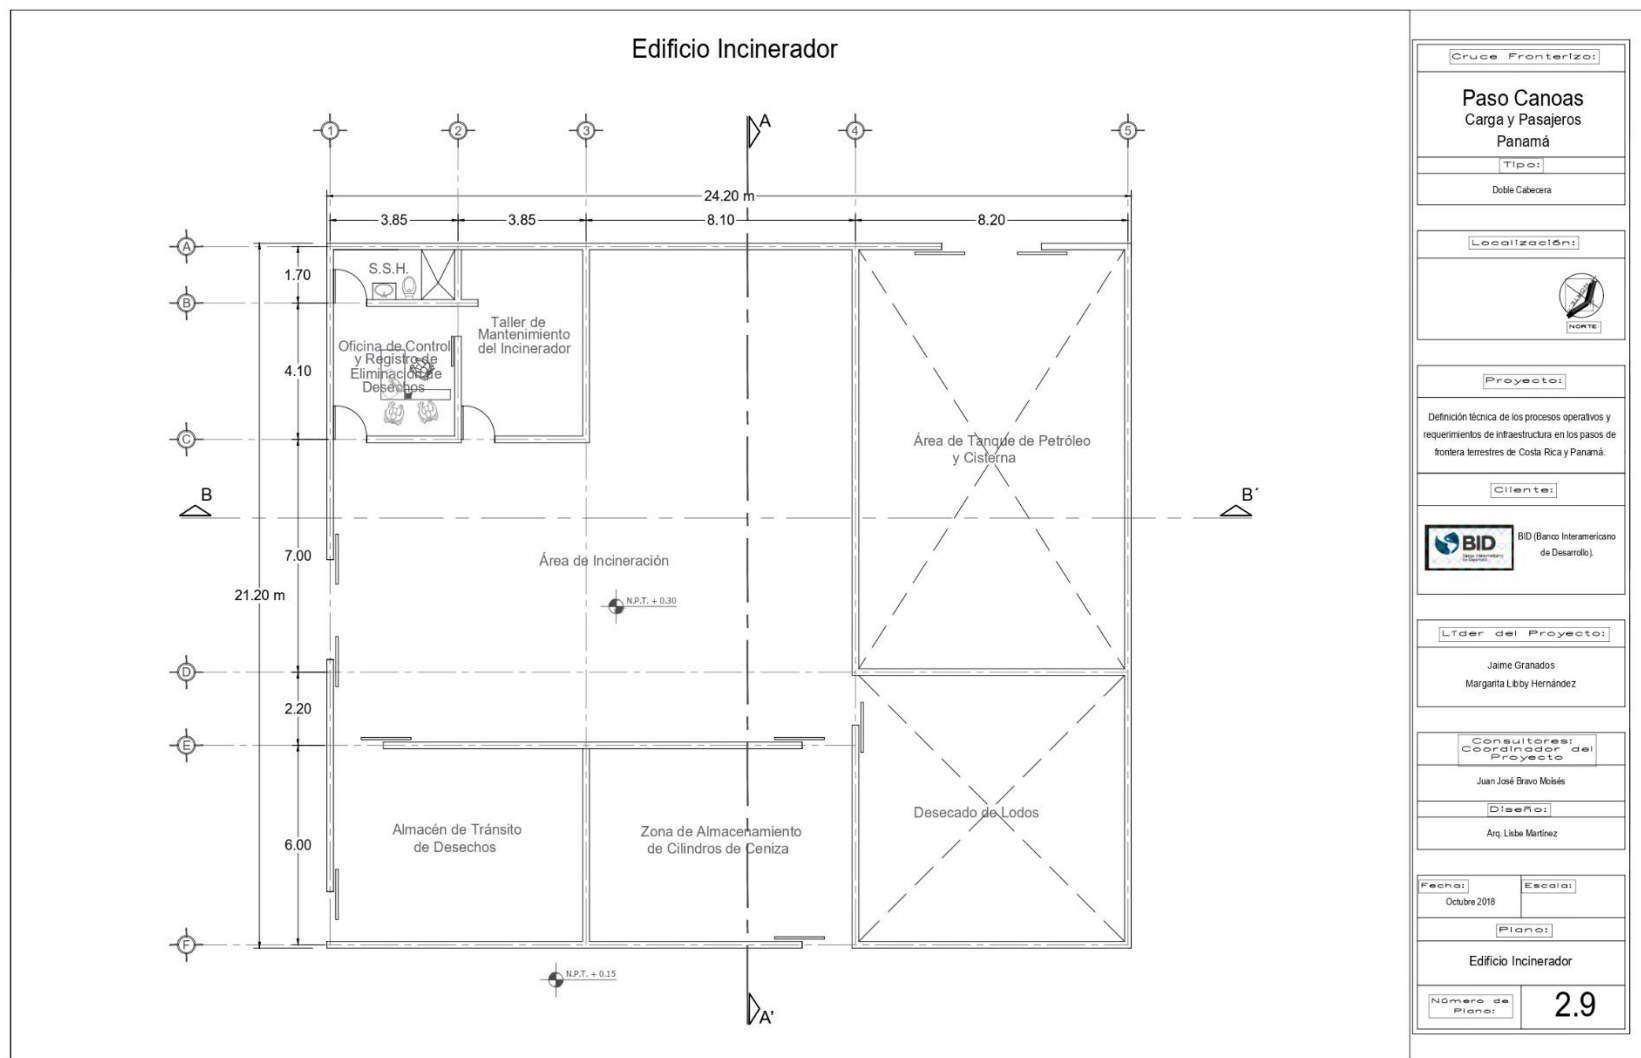 Edificio Incinerador
1
2
3
4
5
A
24.20 m
3.85
3.85
8.10
8.20
A
1.70
B
4.10
C
7.00
21.20 m
D
2.20
E
6.00
F
S.S.H.
Taller de
Mantenimiento
del Incinerador
Oficina de Control
y Registro de
Eliminación de
Desechos
Área de Tanque de Petróleo
y Cisterna
B
B´
Área de Incineración
N.P.T. + 0.30
Almacén de Tránsito
de Desechos
Zona de Almacenamiento
de Cilindros de Ceniza
Desecado de Lodos
N.P.T. + 0.15
A'
Cruce Fronterizo:
Paso Canoas
Carga y Pasajeros
Panamá
Tipo:
Doble Cabecera
Localización:
NORTE
Proyecto:
Definición técnica de los procesos operativos y
requerimientos de infraestructura en los pasos de
frontera terrestres de Costa Rica y Panamá.
Cliente:
BID
BID (Banco Interamericano
de Desarrollo).
Líder del Proyecto:
Jaime Granados
Margarita Libby Hernández
Consultores:
Coordinador del
Proyecto
Juan José Bravo Moisés
Diseño:
Arq. Lisbe Martínez
Fecha:
Octubre 2018
Escala:
Plano:
Edificio Incinerador
Número de
Plano:
2.9